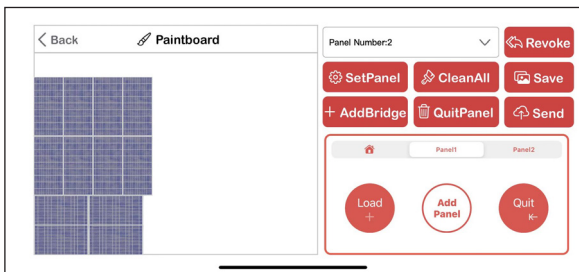 Back
Paintboard
Panel Number:2
Revoke
SetPanel
CleanAll
Save
+ AddBridge
QuitPanel
Send
Panel1
Panel2
Load
+
Add
Panel
Quit